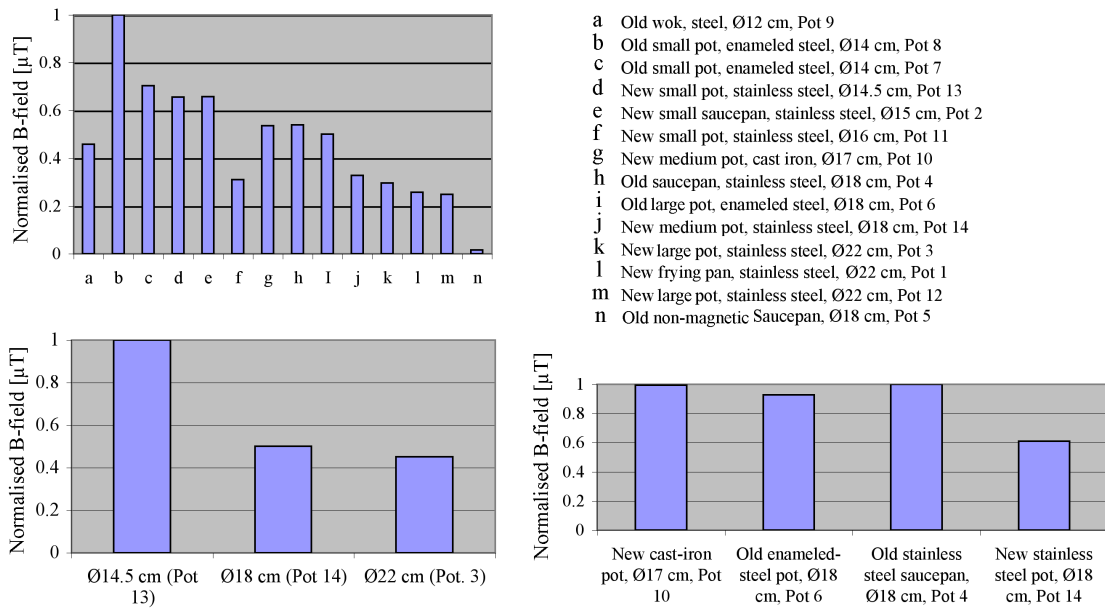 Normalised B-field [µT]
1
0.8
0.6
0.4
0.2
0
a b c d e f g h I j k l m n
a Old wok, steel, Ø12 cm, Pot 9
b Old small pot, enameled steel, Ø14 cm, Pot 8
c Old small pot, enameled steel, Ø14 cm, Pot 7
d New small pot, stainless steel, Ø14.5 cm, Pot 13
e New small saucepan, stainless steel, Ø15 cm, Pot 2
f New small pot, stainless steel, Ø16 cm, Pot 11
g New medium pot, cast iron, Ø17 cm, Pot 10
h Old saucepan, stainless steel, Ø18 cm, Pot 4
i Old large pot, enameled steel, Ø18 cm, Pot 6
j New medium pot, stainless steel, Ø18 cm, Pot 14
k New large pot, stainless steel, Ø22 cm, Pot 3
l New frying pan, stainless steel, Ø22 cm, Pot 1
m New large pot, stainless steel, Ø22 cm, Pot 12
n Old non-magnetic Saucepan, Ø18 cm, Pot 5
Normalised B-field [µT]
1
0.8
0.6
0.4
0.2
0
Ø14.5 cm (Pot
13)
Ø18 cm (Pot 14)
Ø22 cm (Pot. 3)
Normalised B-field [µT]
1
0.8
0.6
0.4
0.2
0
New cast-iron
pot, Ø17 cm, Pot
10
Old enameled-
steel pot, Ø18
cm, Pot 6
Old stainless
steel saucepan,
Ø18 cm, Pot 4
New stainless
steel pot, Ø18
cm, Pot 14